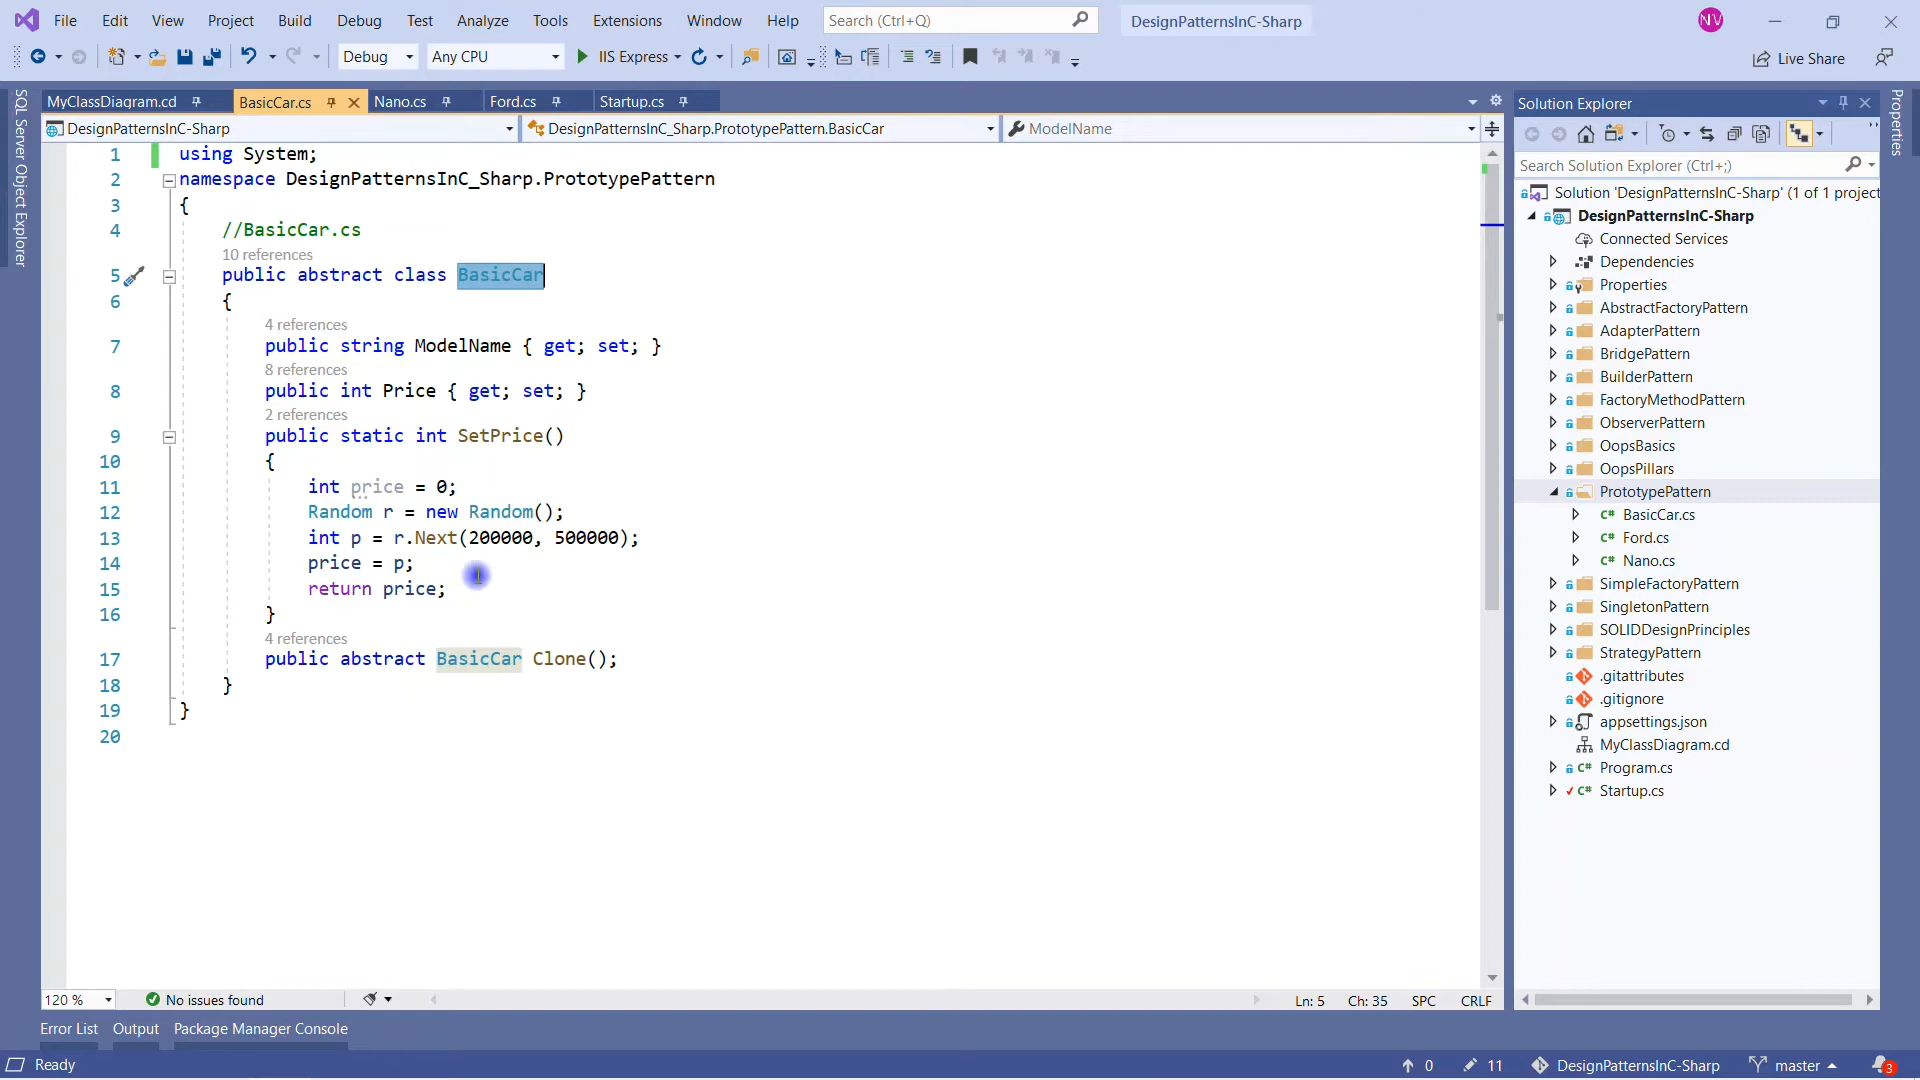 File Edit View Project Build Debug Test Analyze Tools Extensions Window Help Search (Ctrl+Q) DesignPatternsInC-Sharp NV
Debug Any CPU IIS Express Live Share
SQL Server Object Explorer
MyClassDiagram.cd BasicCar.cs Nano.cs Ford.cs Startup.cs
DesignPatternsInC-Sharp DesignPatternsInC_Sharp.PrototypePattern.BasicCar ModelName
1 using System;
2 namespace DesignPatternsInC_Sharp.PrototypePattern
3 {
4 //BasicCar.cs
10 references
5 public abstract class BasicCar
6 {
4 references
7 public string ModelName { get; set; }
8 references
8 public int Price { get; set; }
2 references
9 public static int SetPrice()
10 {
11 int price = 0;
12 Random r = new Random();
13 int p = r.Next(200000, 500000);
14 price = p;
15 return price;
16 }
4 references
17 public abstract BasicCar Clone();
18 }
19 }
20
120 % No issues found Ln: 5 Ch: 35 SPC CRLF
Solution Explorer
Search Solution Explorer (Ctrl+;)
Solution 'DesignPatternsInC-Sharp' (1 of 1 project
DesignPatternsInC-Sharp
Connected Services
Dependencies
Properties
AbstractFactoryPattern
AdapterPattern
BridgePattern
BuilderPattern
FactoryMethodPattern
ObserverPattern
OopsBasics
OopsPillars
PrototypePattern
C# BasicCar.cs
C# Ford.cs
C# Nano.cs
SimpleFactoryPattern
SingletonPattern
SOLIDDesignPrinciples
StrategyPattern
.gitattributes
.gitignore
appsettings.json
MyClassDiagram.cd
C# Program.cs
C# Startup.cs
Properties
Error List Output Package Manager Console
Ready 0 11 DesignPatternsInC-Sharp master 3